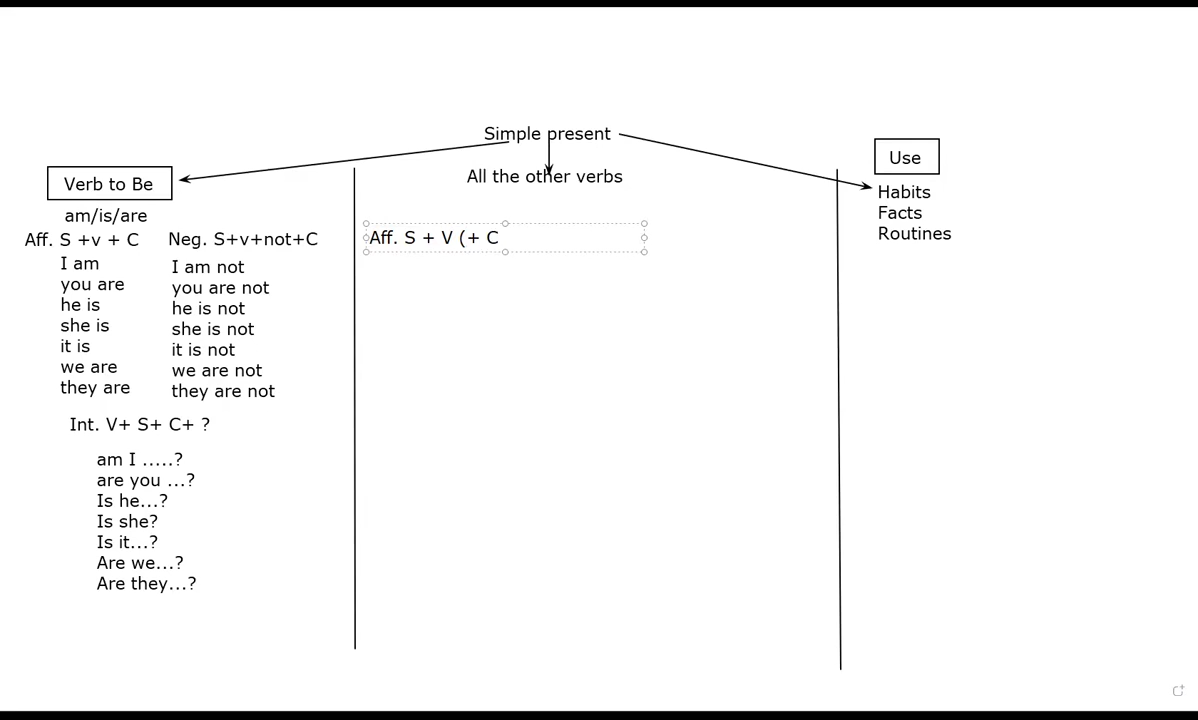 Simple present
Verb to Be
am/is/are
Aff. S +v + C
I am
you are
he is
she is
it is
we are
they are
Neg. S+v+not+C
I am not
you are not
he is not
she is not
it is not
we are not
they are not
Int. V+ S+ C+ ?
am I .....?
are you ...?
Is he...?
Is she?
Is it...?
Are we...?
Are they...?
All the other verbs
Aff. S + V (+ C
Use
Habits
Facts
Routines